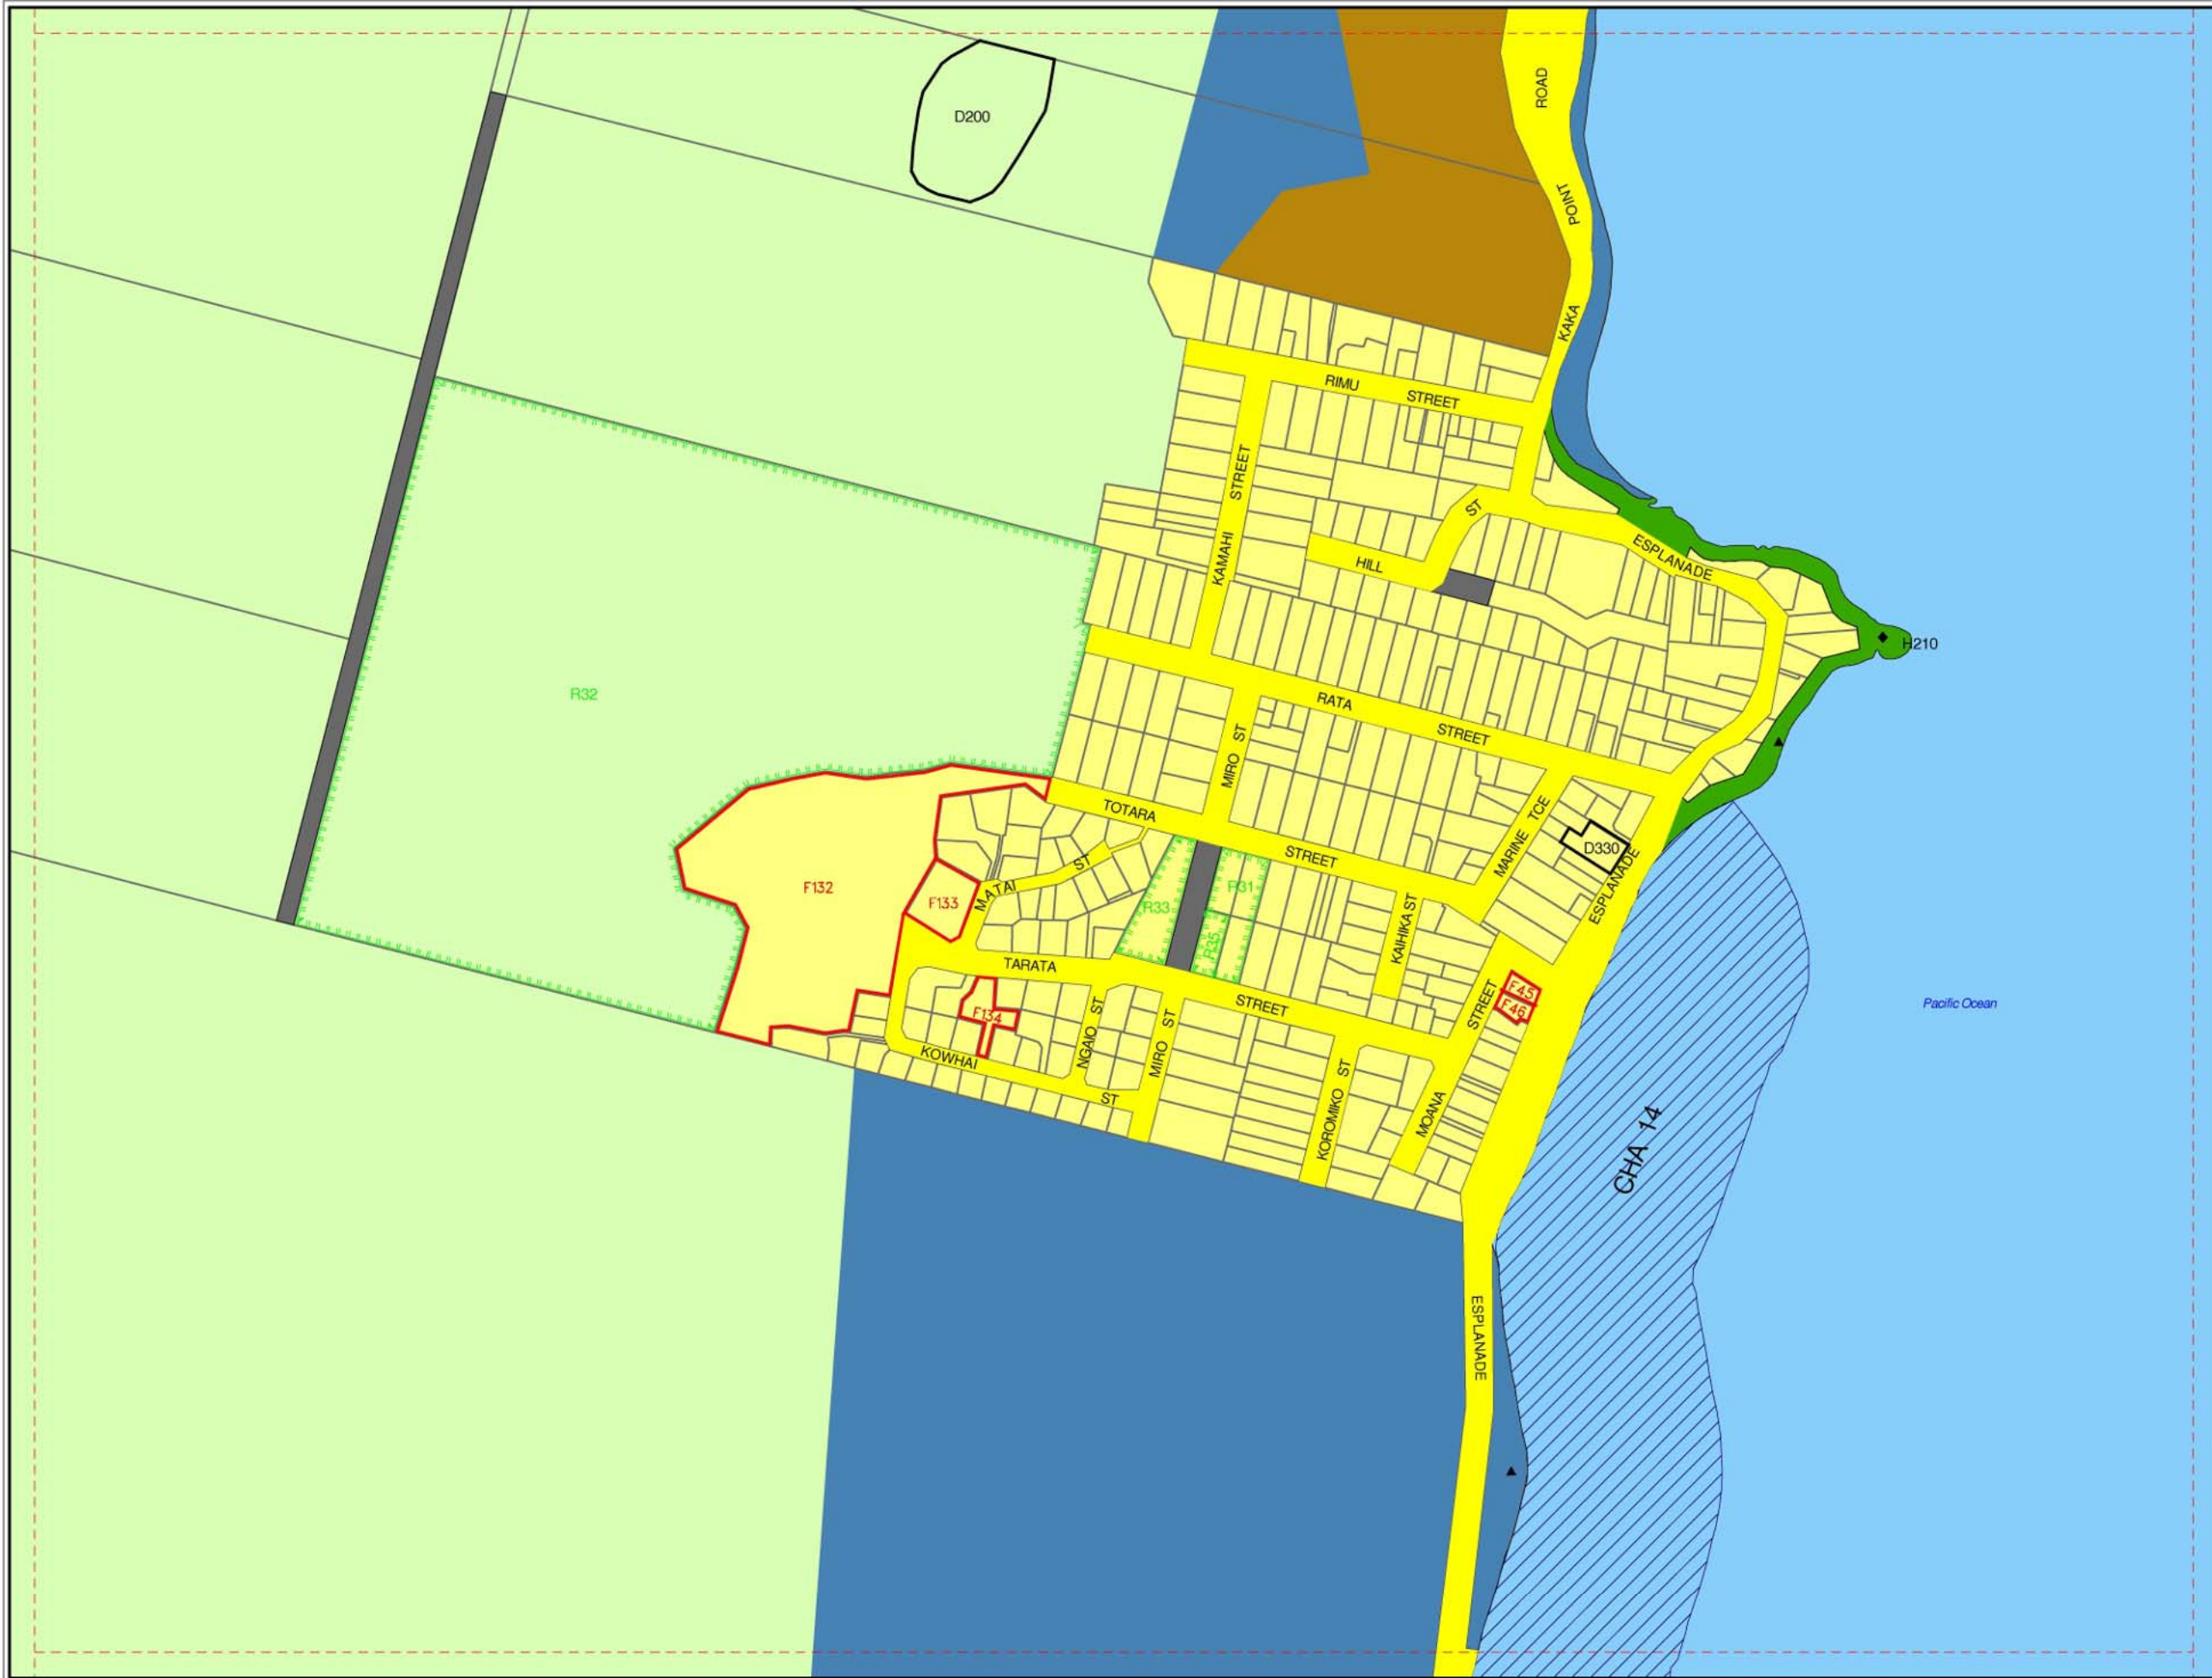 ROAD
D200
POINT
KAKA
RIMU STREET
KAMAHI STREET
ST
HILL
ESPLANADE
H210
R32
RATA STREET
MIRO ST
TOTARA STREET
MARINE TCE
D330
ESPLANADE
MATAI ST
F132
F133
R31
R33
R35
KAIHIKA ST
TARATA STREET
F45
F46
STREET
MOANA
Pacific Ocean
F134
NGAIO ST
MIRO ST
KOWHAI ST
KOROMIKO ST
CHA 14
ESPLANADE